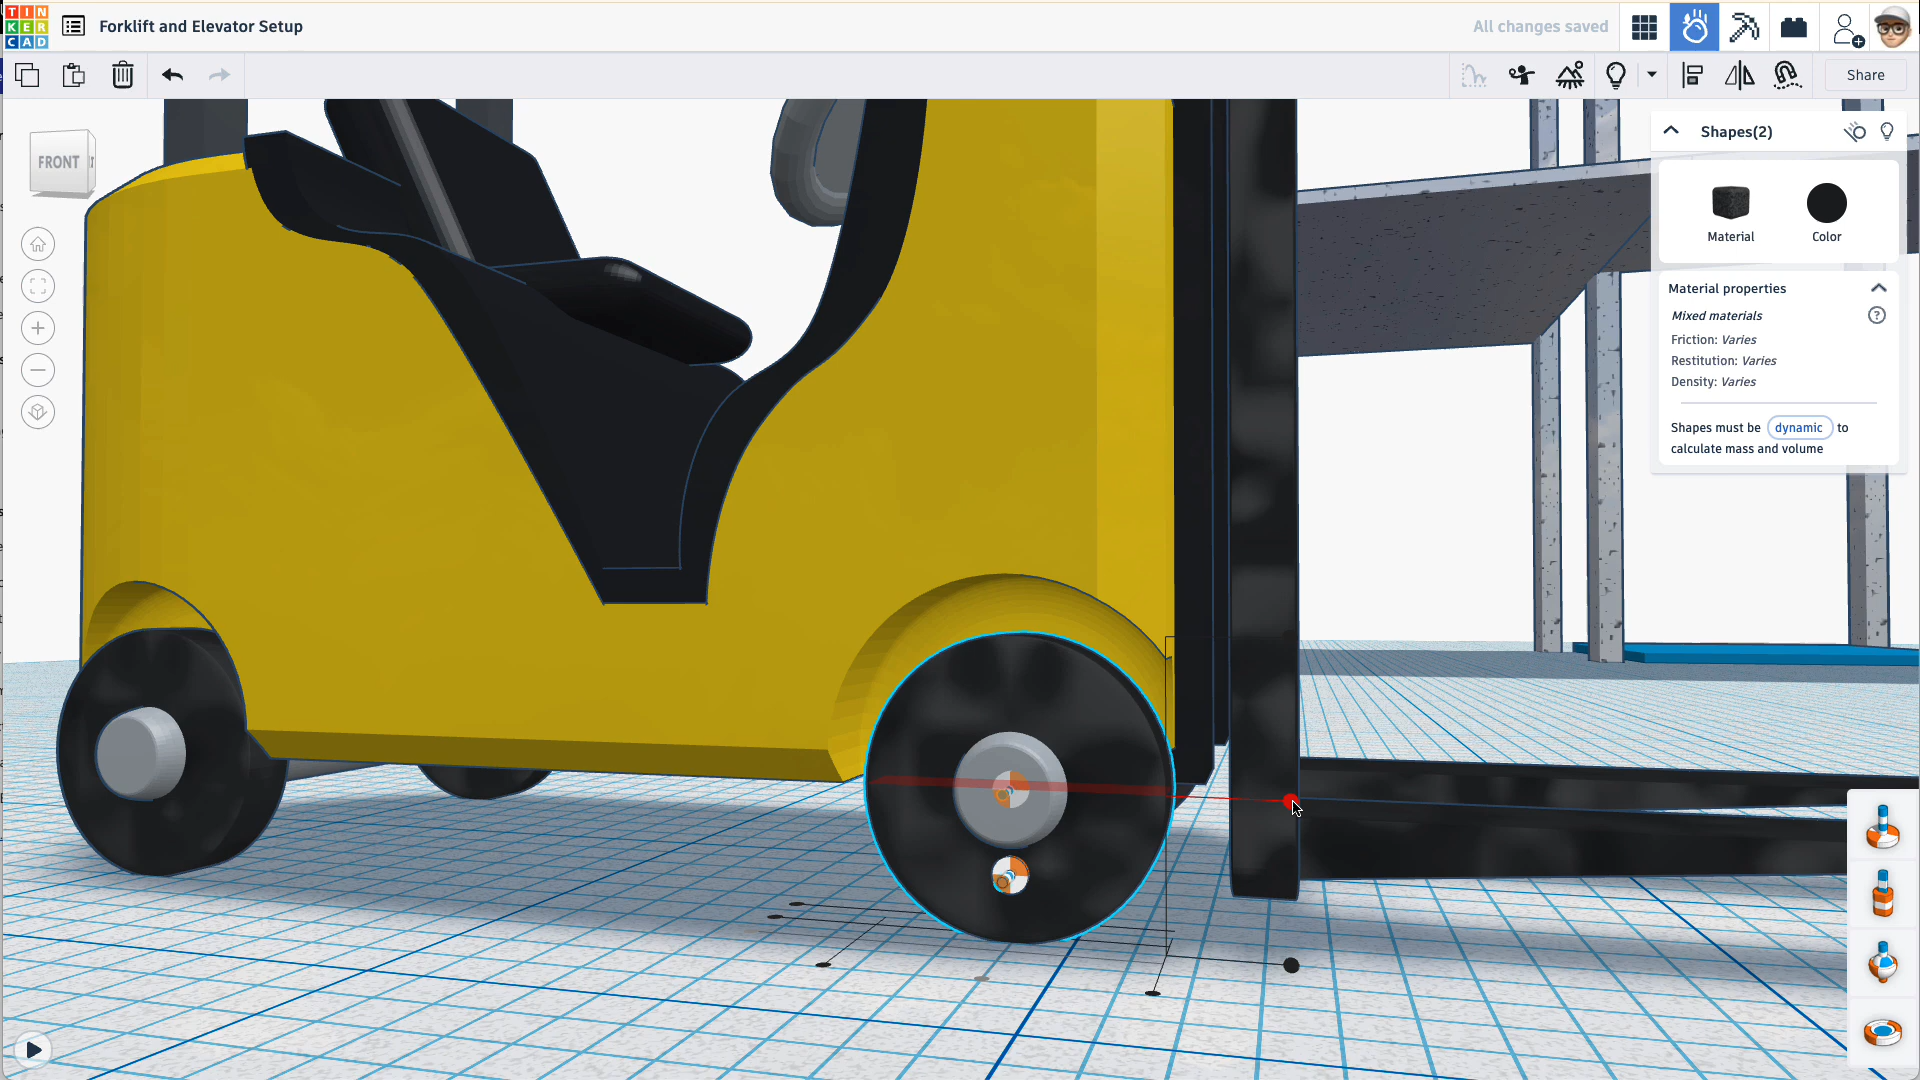 TIN
KER
CAD
Forklift and Elevator Setup
All changes saved
Share
FRONT
Shapes(2)
Material
Color
Material properties
Mixed materials
?
Friction: Varies
Restitution: Varies
Density: Varies
Shapes must be dynamic to
calculate mass and volume